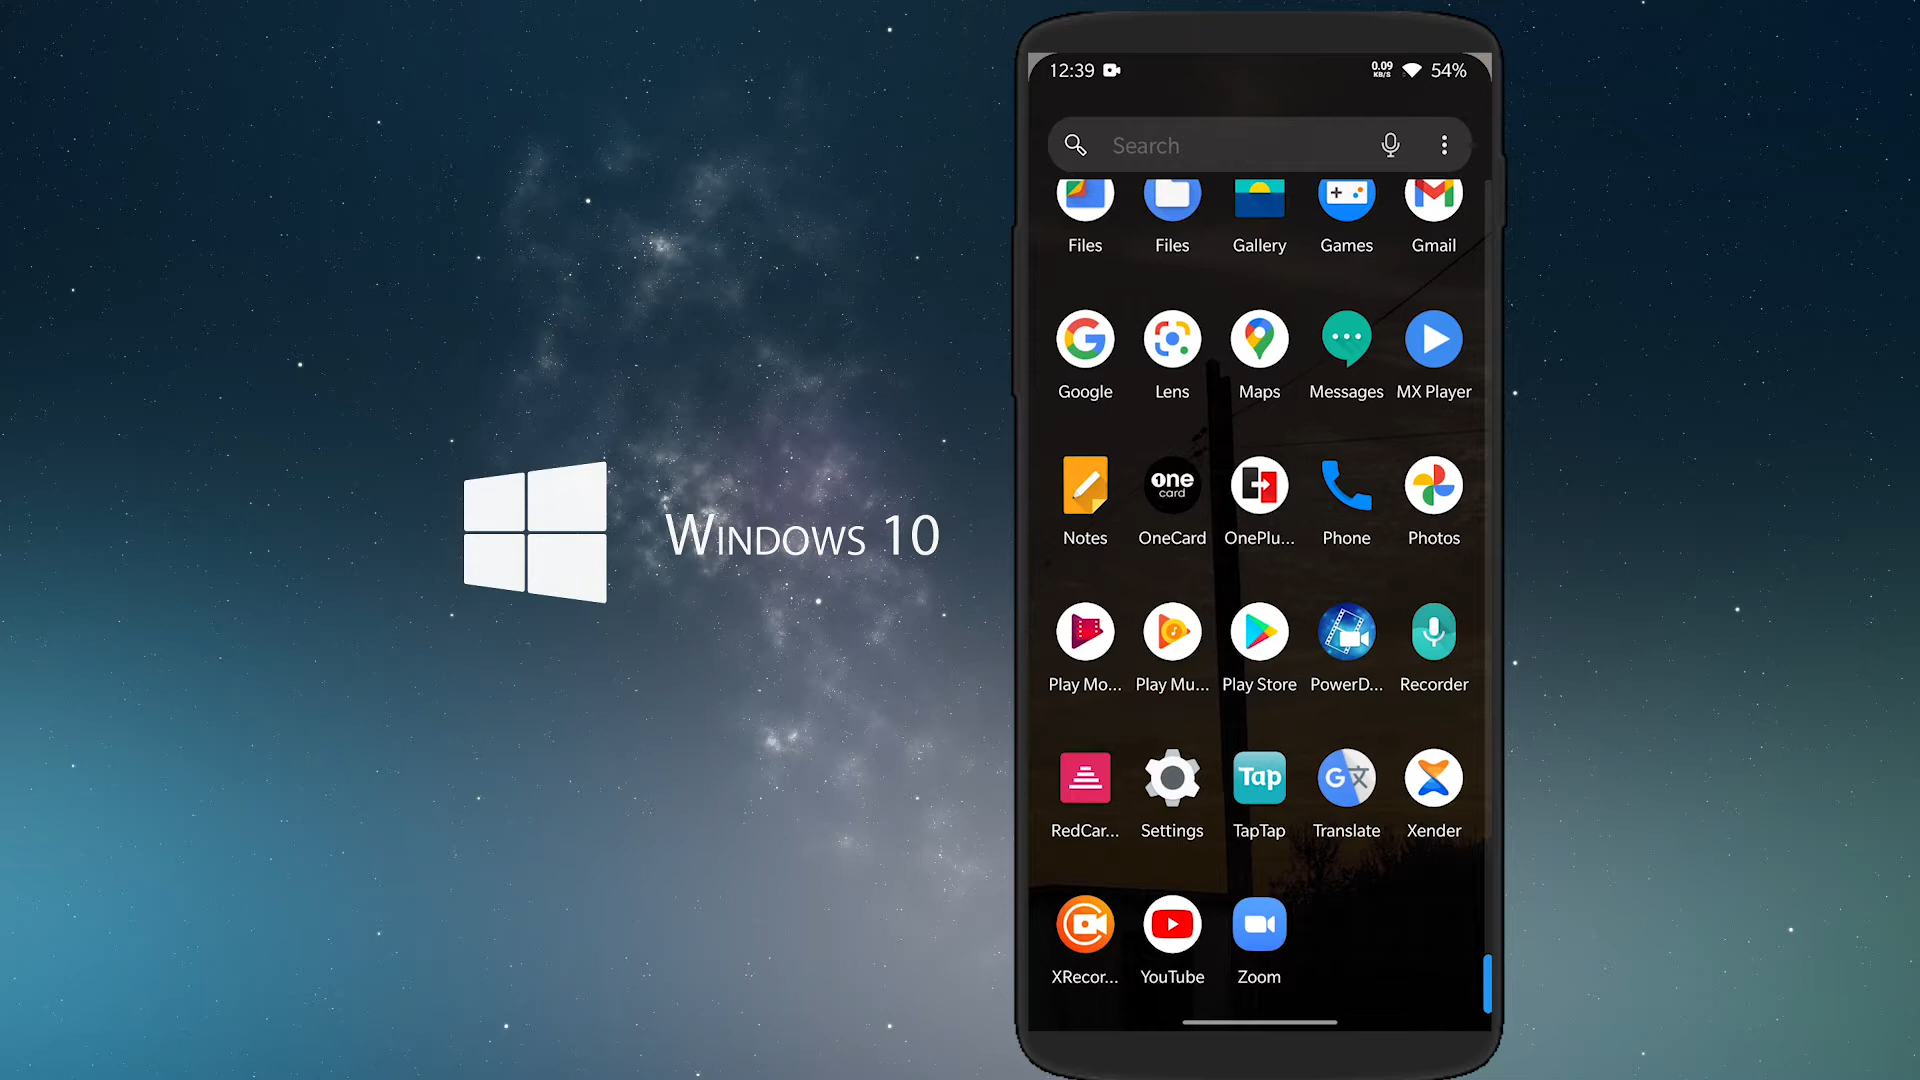 12:39 0.09 KB/S 54%
Search
Files Files Gallery Games Gmail
Google Lens Maps Messages MX Player
one card
Notes OneCard OnePlu... Phone Photos
WINDOWS 10
Play Mo... Play Mu... Play Store PowerD... Recorder
Tap G文
RedCar... Settings TapTap Translate Xender
XRecor... YouTube Zoom